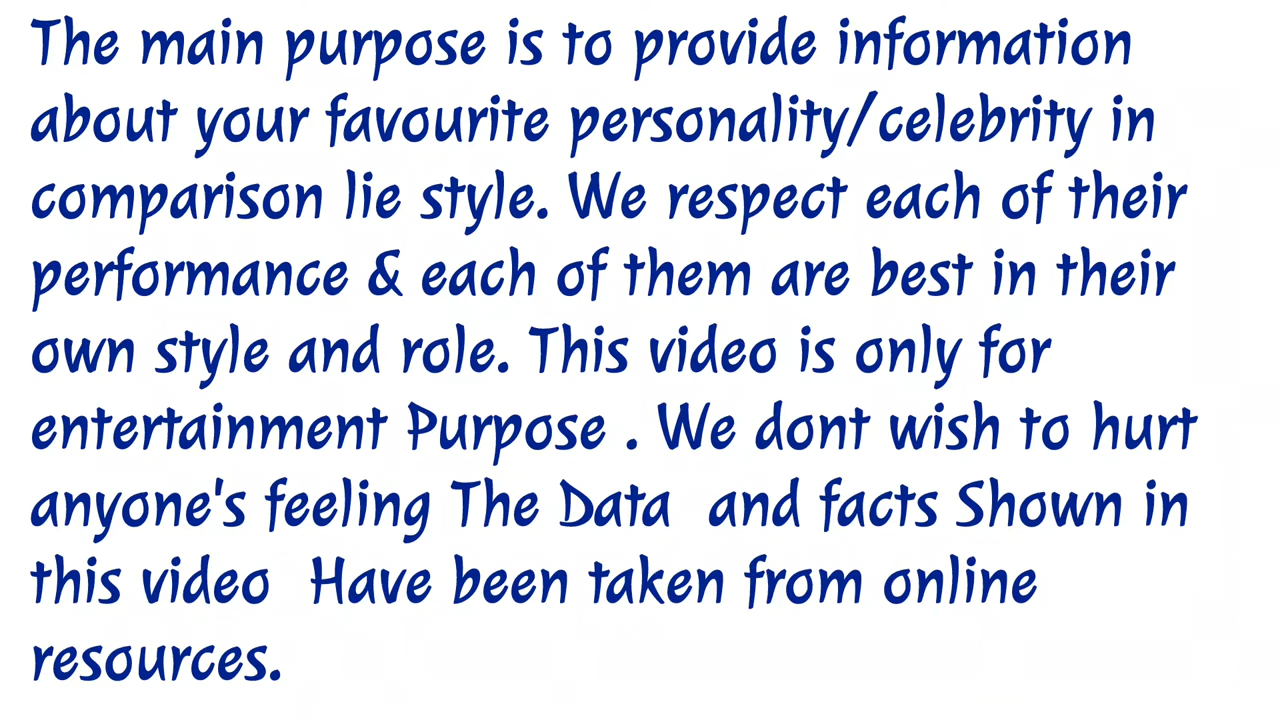 The main purpose is to provide information
about your favourite personality/celebrity in
comparison lie style. We respect each of their
performance & each of them are best in their
own style and role. This video is only for
entertainment Purpose . We dont wish to hurt
anyone's feeling The Data  and facts Shown in
this video  Have been taken from online
resources.